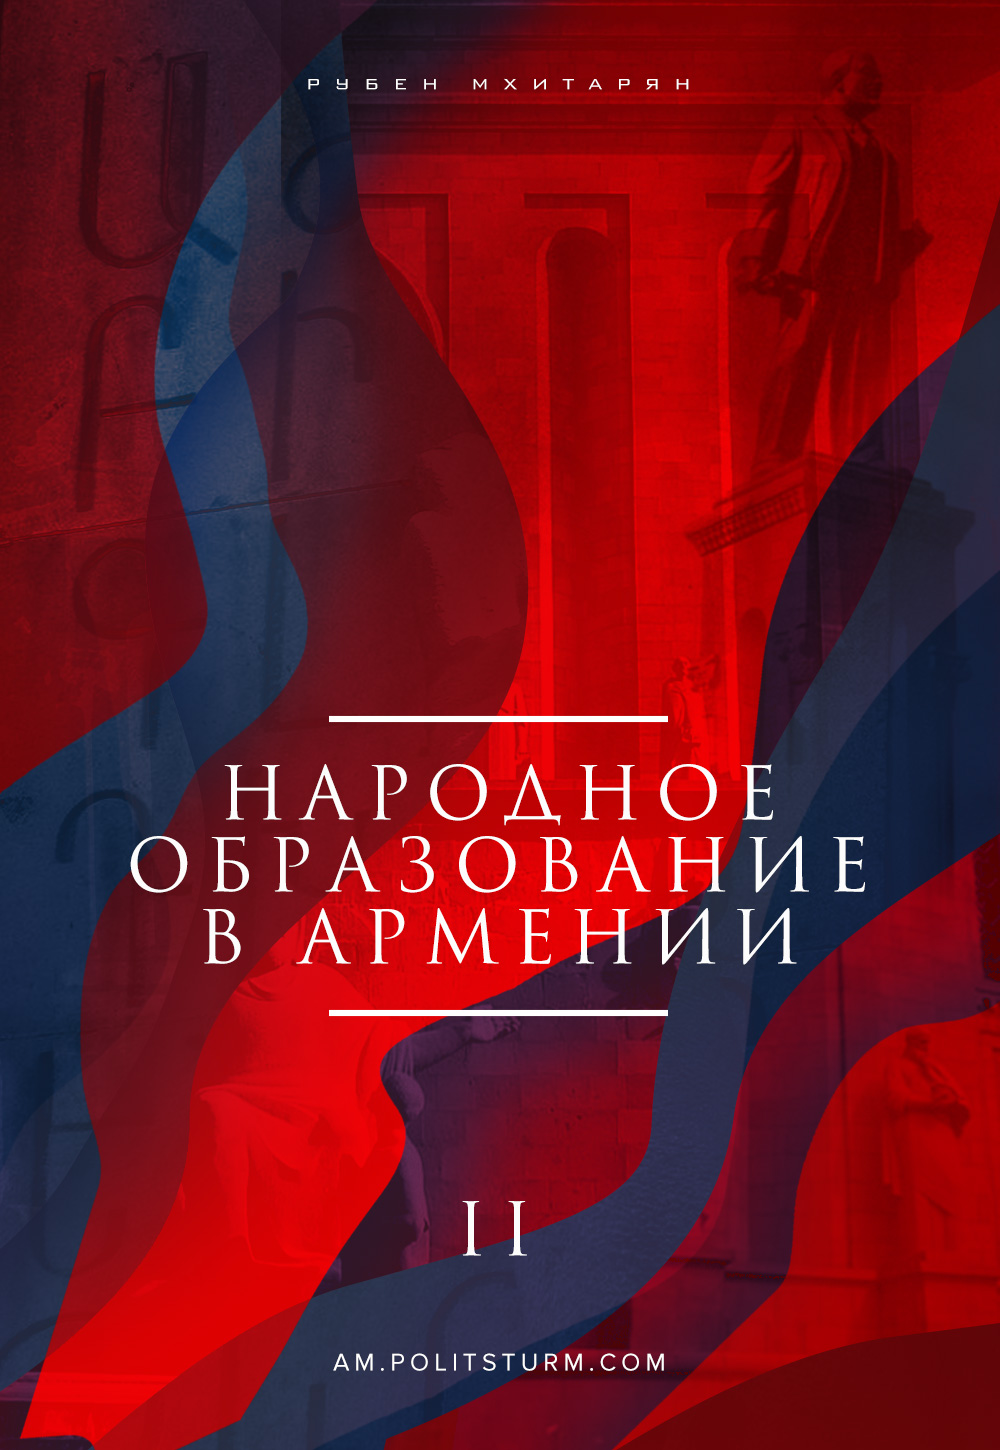 РУБЕН МХИТАРЯН
НАРОДНОЕ
ОБРАЗОВАНИЕ
В АРМЕНИИ
II
AM.POLITSTURM.COM